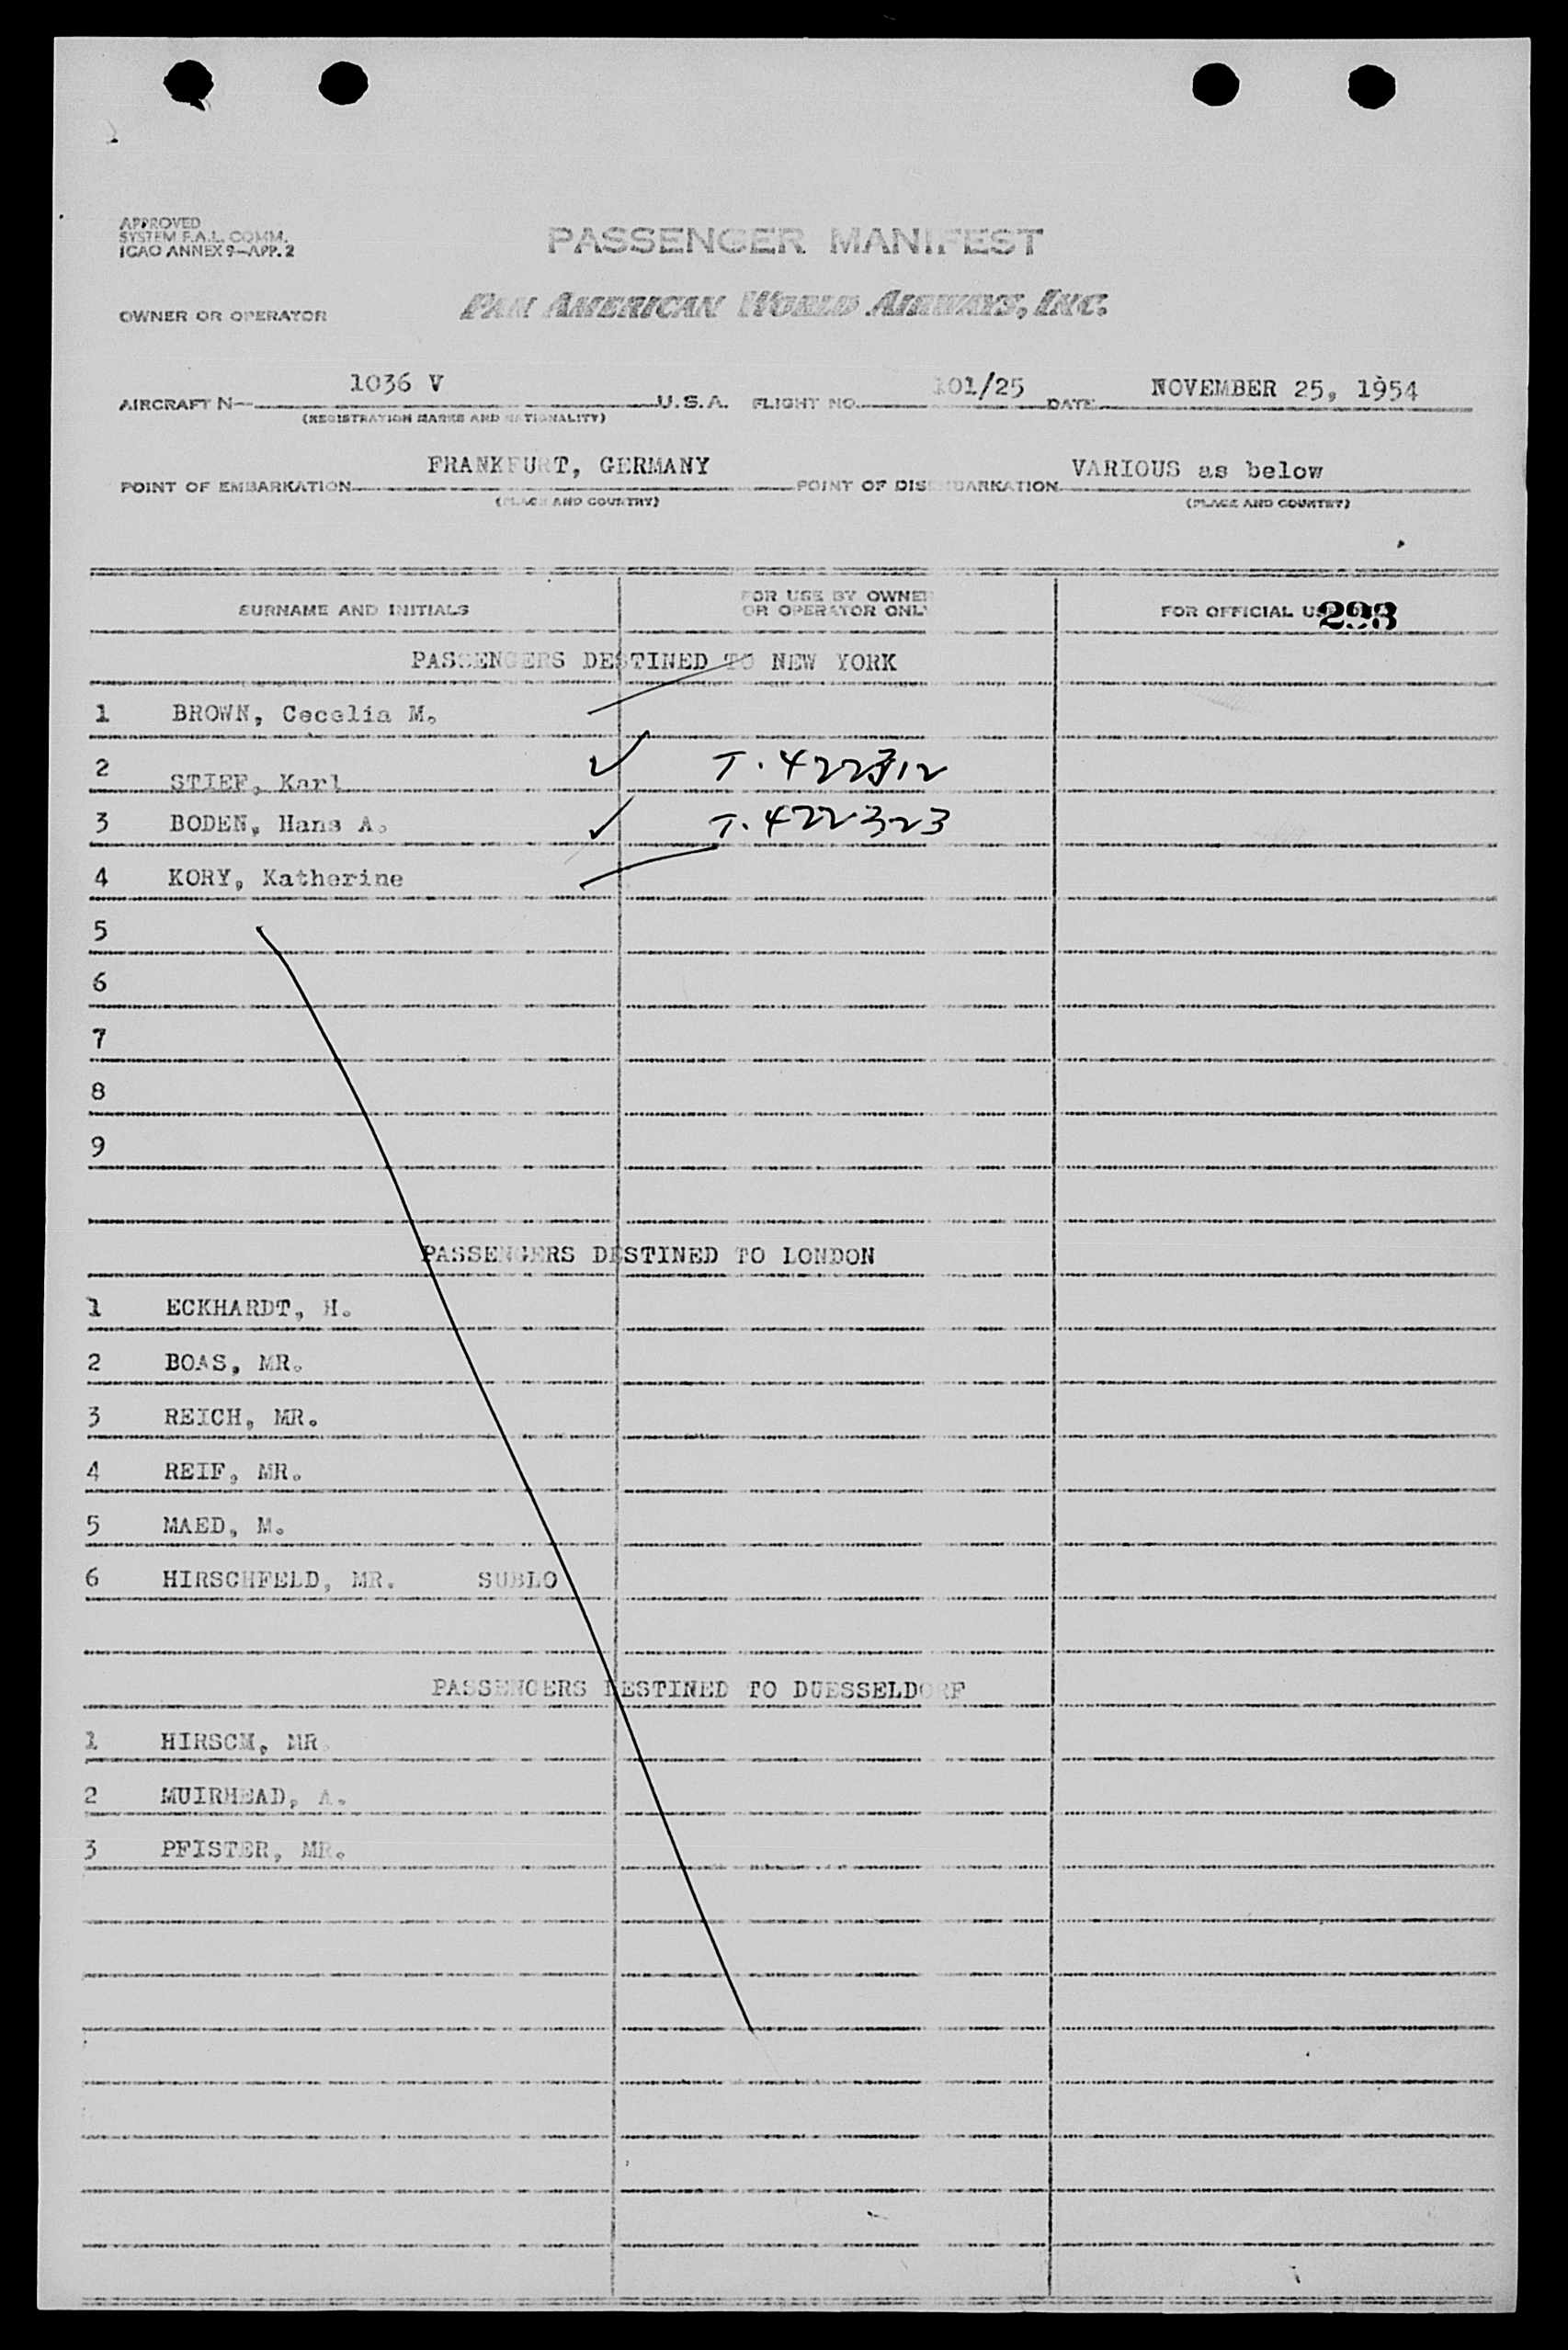 APPROVED
SYSTEM F.A.L. COMM.
ICAO ANNEX 9—APP. 2
PASSENGER MANIFEST
OWNER OR OPERATOR PAN AMERICAN WORLD AIRWAYS, INC.
AIRCRAFT N— 1036 V U.S.A. FLIGHT NO. 101/25 DATE NOVEMBER 25, 1954
(REGISTRATION MARKS AND NATIONALITY)
POINT OF EMBARKATION FRANKFURT, GERMANY POINT OF DISEMBARKATION VARIOUS as below
(PLACE AND COUNTRY) (PLACE AND COUNTRY)
SURNAME AND INITIALS FOR USE BY OWNER OR OPERATOR ONLY FOR OFFICIAL 293
PASSENGERS DESTINED TO NEW YORK
1 BROWN, Cecelia M.
2 STIEF, Karl ✓ T. 422312
3 BODEN, Hans A. ✓ T. 422323
4 KORY, Katherine
5
6
7
8
9
PASSENGERS DESTINED TO LONDON
1 ECKHARDT, H.
2 BOAS, MR.
3 REICH, MR.
4 REIF, MR.
5 MAED, M.
6 HIRSCHFELD, MR. SUBLO
PASSENGERS DESTINED TO DUESSELDORF
1 HIRSCH, MR.
2 MUIRHEAD, A.
3 PFISTER, MR.